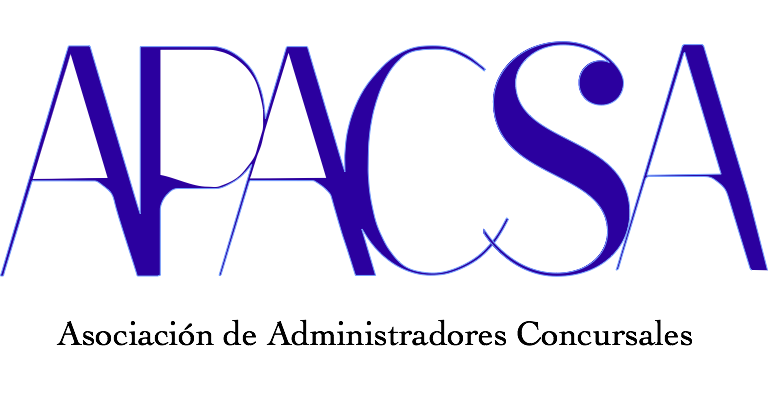 APACSA
Asociación de Administradores Concursales